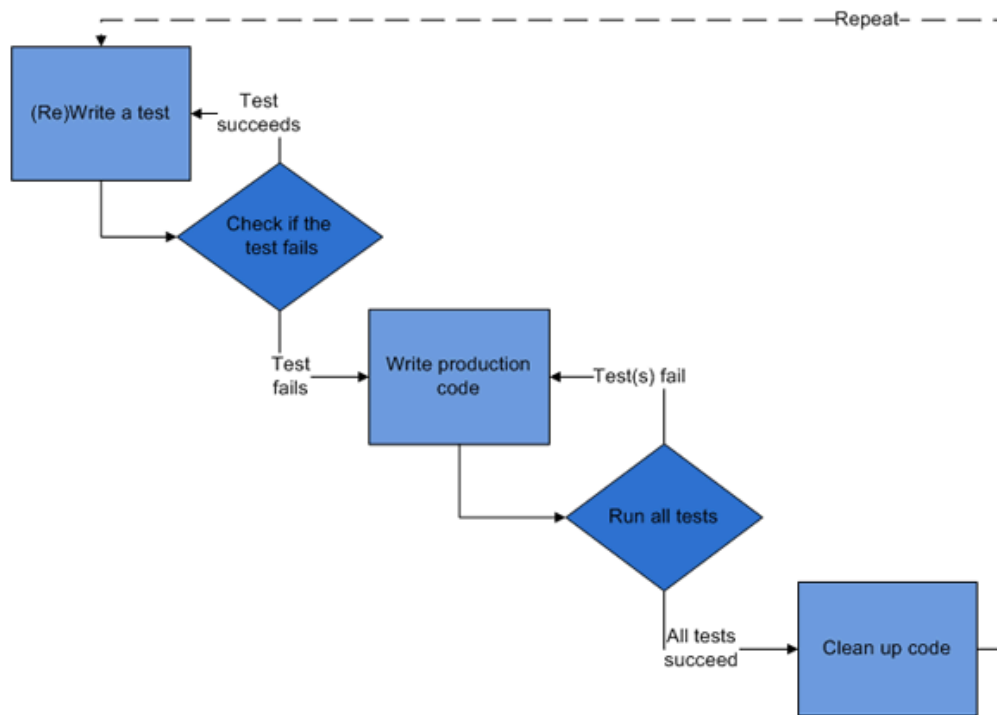 Repeat
(Re)Write a test
Test
succeeds
Check if the
test fails
Test
fails
Write production
code
Test(s) fail
Run all tests
All tests
succeed
Clean up code